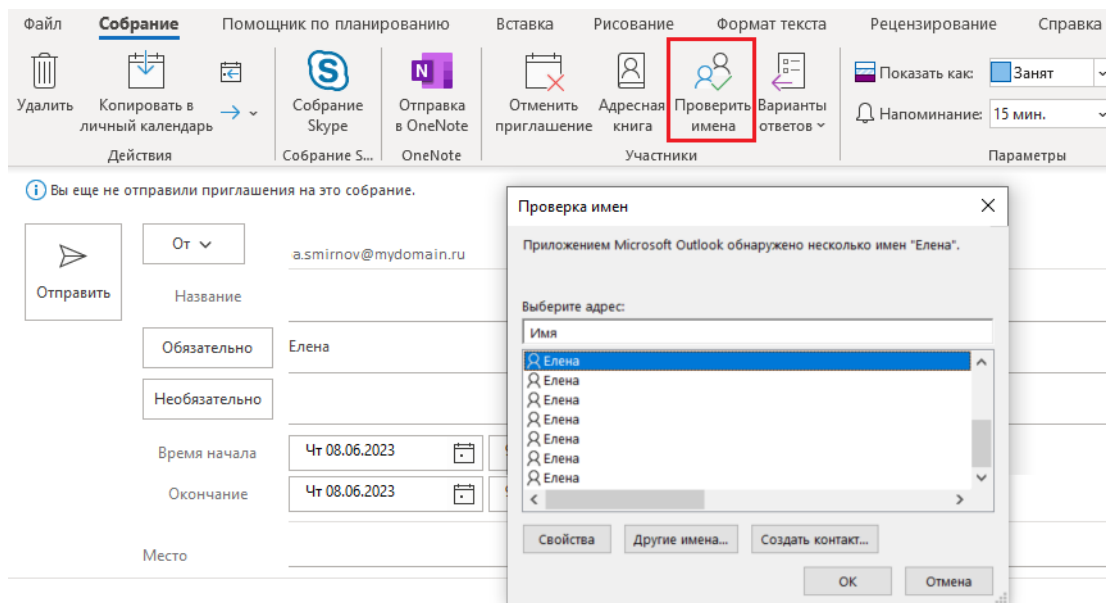 Файл Собрание Помощник по планированию Вставка Рисование Формат текста Рецензирование Справка
Удалить
Копировать в
личный календарь
Действия
Собрание
Skype
Собрание S...
N
Отправка
в OneNote
OneNote
Отменить
приглашение
Адресная
книга
Проверить
имена
Варианты
ответов
Участники
Показать как: Занят
Напоминание: 15 мин.
Параметры
Вы еще не отправили приглашения на это собрание.
Отправить
От
a.smirnov@mydomain.ru
Название
Обязательно
Елена
Необязательно
Время начала
Чт 08.06.2023
Окончание
Чт 08.06.2023
Место
Проверка имен
Приложением Microsoft Outlook обнаружено несколько имен "Елена".
Выберите адрес:
Имя
Елена
Елена
Елена
Елена
Елена
Елена
Елена
Свойства Другие имена... Создать контакт...
ОК Отмена